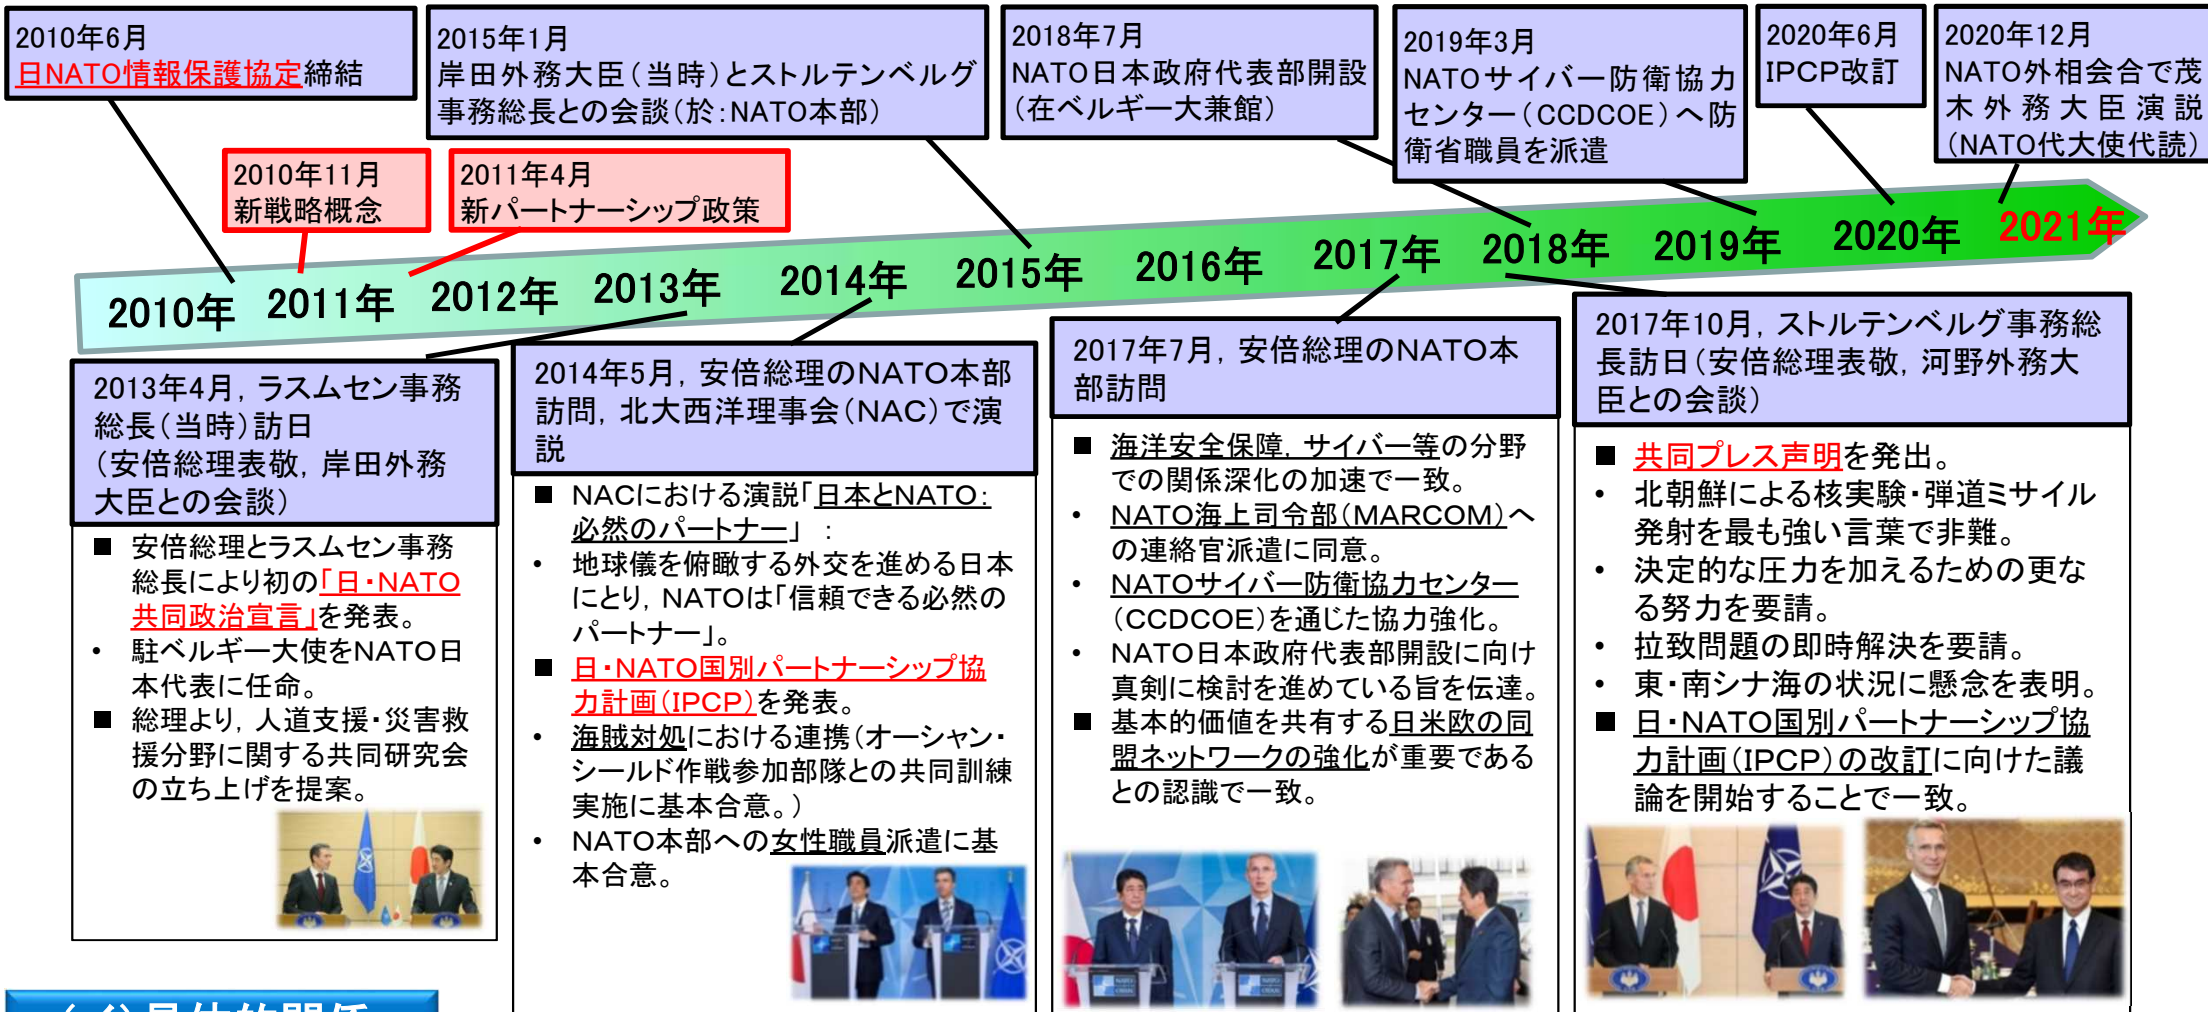 2010年6月
日NATO情報保護協定締結
2015年1月
岸田外務大臣（当時）とストルテンベルグ
事務総長との会談（於：NATO本部）
2018年7月
NATO日本政府代表部開設
（在ベルギー大兼館）
2019年3月
NATOサイバー防衛協力
センター（CCDCOE）へ防
衛省職員を派遣
2020年6月
IPCP改訂
2020年12月
NATO外相会合で茂
木外務大臣演説
（NATO代大使代読）
2010年11月
新戦略概念
2011年4月
新パートナーシップ政策
2010年
2011年
2012年
2013年
2014年
2015年
2016年
2017年
2018年
2019年
2020年
2021年
2013年4月，ラスムセン事務
総長（当時）訪日
（安倍総理表敬，岸田外務
大臣との会談）
■ 安倍総理とラスムセン事務
総長により初の「日・NATO
共同政治宣言」を発表。
• 駐ベルギー大使をNATO日
本代表に任命。
■ 総理より，人道支援・災害救
援分野に関する共同研究会
の立ち上げを提案。
2014年5月，安倍総理のNATO本部
訪問，北大西洋理事会（NAC）で演
説
■ NACにおける演説「日本とNATO：
必然のパートナー」：
• 地球儀を俯瞰する外交を進める日本
にとり，NATOは「信頼できる必然の
パートナー」。
■ 日・NATO国別パートナーシップ協
力計画（IPCP）を発表。
• 海賊対処における連携（オーシャン・
シールド作戦参加部隊との共同訓練
実施に基本合意。）
• NATO本部への女性職員派遣に基
本合意。
2017年7月，安倍総理のNATO本
部訪問
■ 海洋安全保障，サイバー等の分野
での関係深化の加速で一致。
• NATO海上司令部（MARCOM）へ
の連絡官派遣に同意。
• NATOサイバー防衛協力センター
（CCDCOE）を通じた協力強化。
• NATO日本政府代表部開設に向け
真剣に検討を進めている旨を伝達。
■ 基本的価値を共有する日米欧の同
盟ネットワークの強化が重要である
との認識で一致。
2017年10月，ストルテンベルグ事務総
長訪日（安倍総理表敬，河野外務大
臣との会談）
■ 共同プレス声明を発出。
• 北朝鮮による核実験・弾道ミサイル
発射を最も強い言葉で非難。
• 決定的な圧力を加えるための更な
る努力を要請。
• 拉致問題の即時解決を要請。
• 東・南シナ海の状況に懸念を表明。
■ 日・NATO国別パートナーシップ協
力計画（IPCP）の改訂に向けた議
論を開始することで一致。
（イ）具体的関係